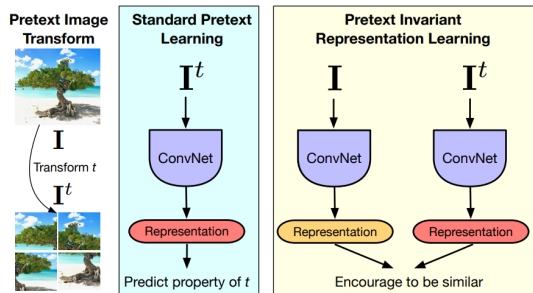 Pretext Image
Transform
I
Transform t
I^t
Standard Pretext
Learning
I^t
ConvNet
Representation
Predict property of t
Pretext Invariant
Representation Learning
I
I^t
ConvNet
ConvNet
Representation
Representation
Encourage to be similar